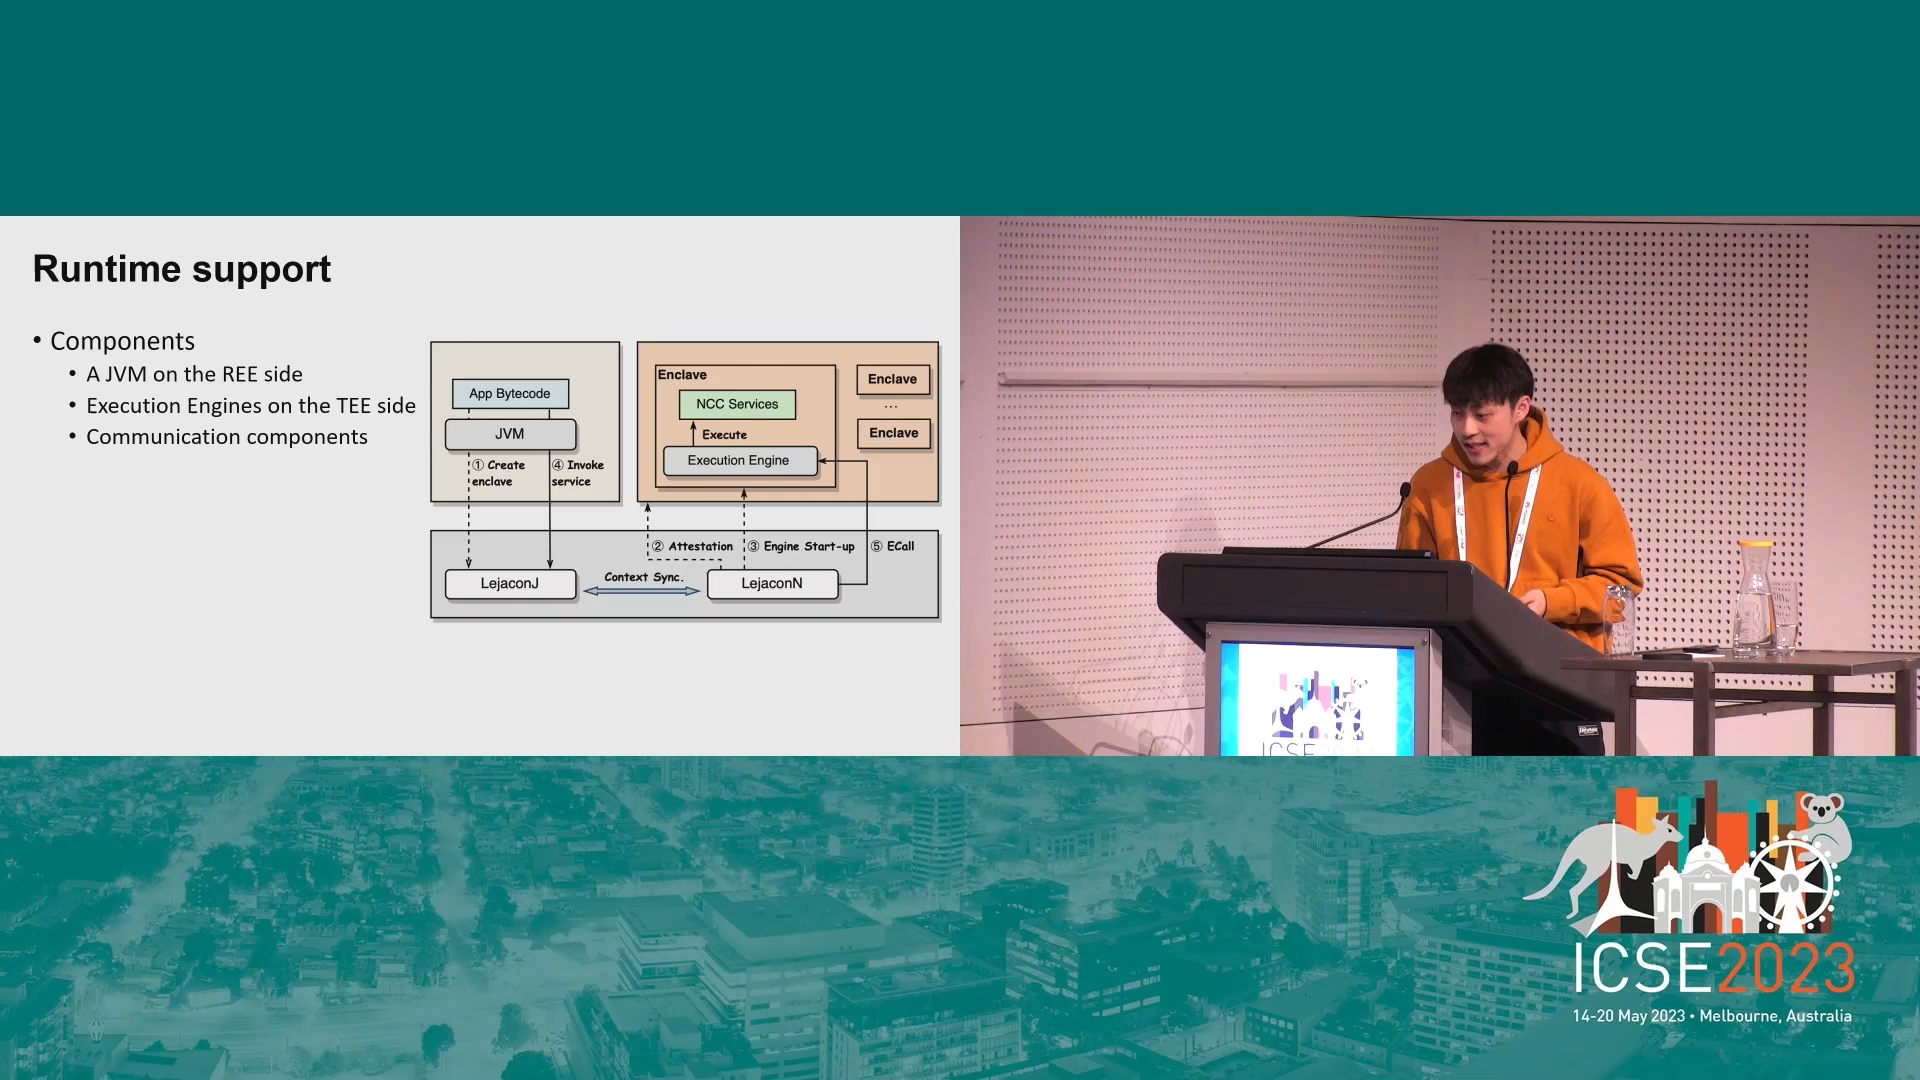 Runtime support
• Components
• A JVM on the REE side
• Execution Engines on the TEE side
• Communication components
App Bytecode
JVM
① Create
enclave
④ Invoke
service
Enclave
NCC Services
Execute
Execution Engine
Enclave
...
Enclave
② Attestation
③ Engine Start-up
⑤ ECall
LejaconJ
Context Sync.
LejaconN
ICSE
ICSE2023
14-20 May 2023 • Melbourne, Australia